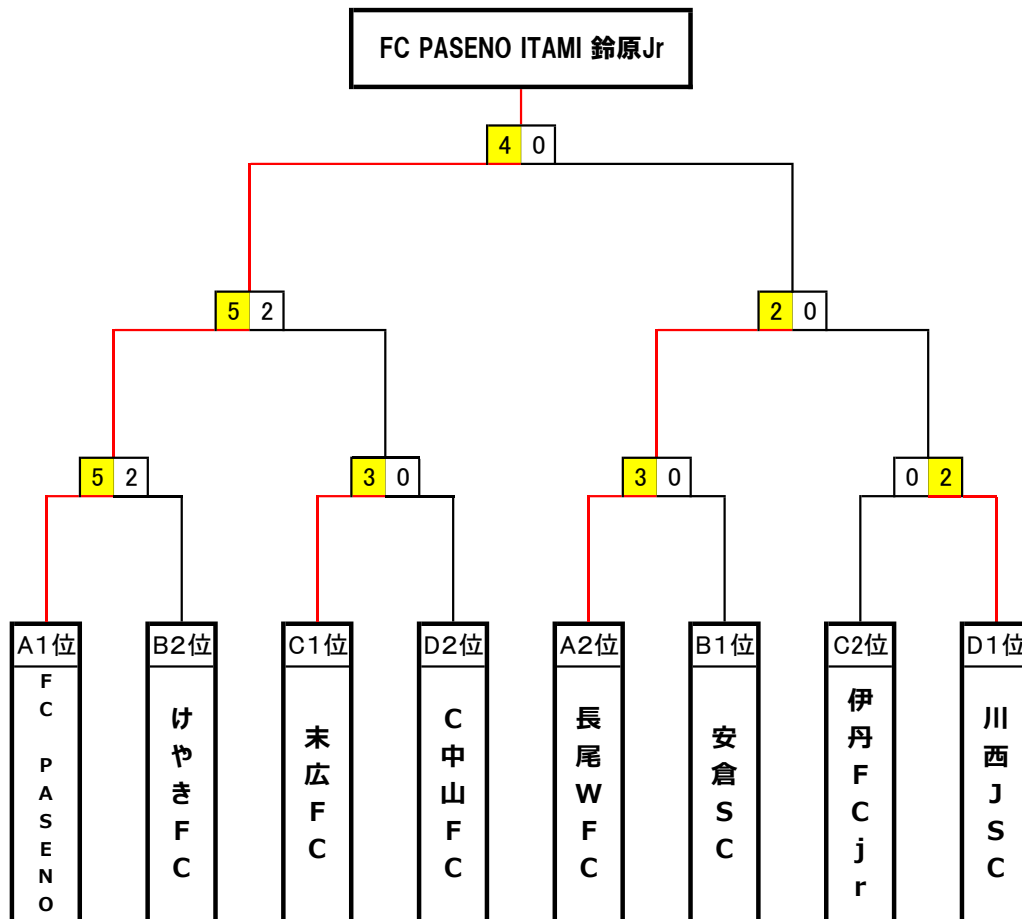 FC PASENO ITAMI 鈴原Jr
4 0
5 2
2 0
5 2
3 0
3 0
0 2
A1位
B2位
C1位
D2位
A2位
B1位
C2位
D1位
FC PASENO
けやきFC
末広FC
C中山FC
長尾WFC
安倉SC
伊丹FCjr
川西JSC